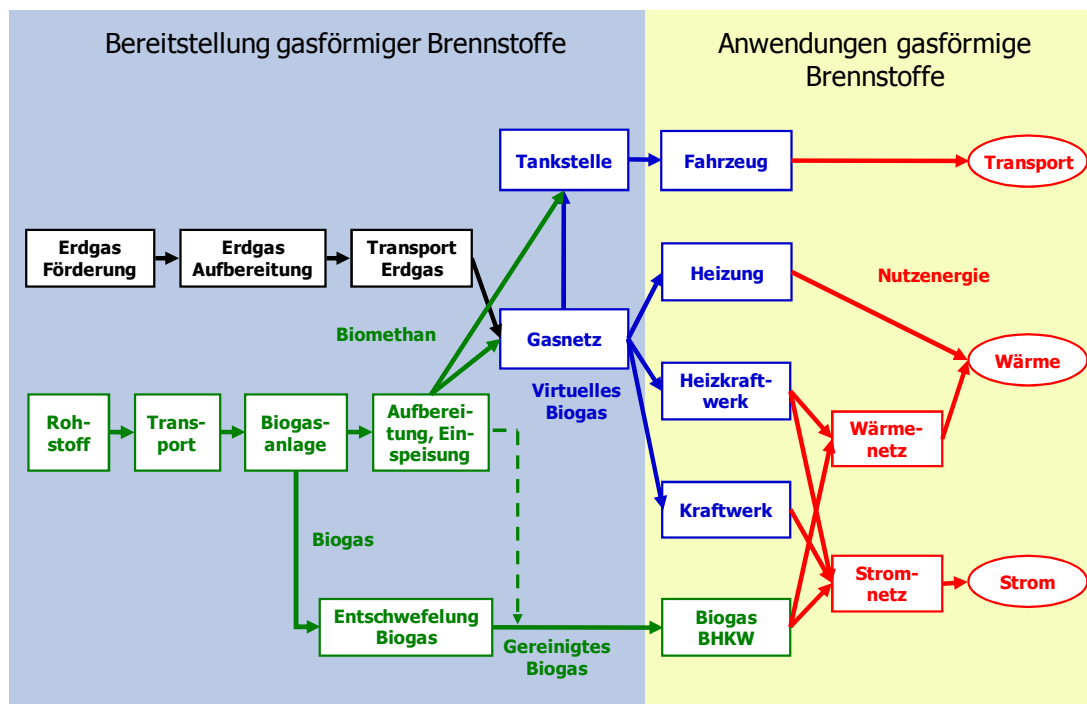 Bereitstellung gasförmiger Brennstoffe
Anwendungen gasförmige
Brennstoffe
Tankstelle
Fahrzeug
Transport
Erdgas
Förderung
Erdgas
Aufbereitung
Transport
Erdgas
Heizung
Nutzenergie
Biomethan
Gasnetz
Wärme
Virtuelles
Biogas
Heizkraft-
werk
Roh-
stoff
Trans-
port
Biogas-
anlage
Aufberei-
tung, Ein-
speisung
Wärme-
netz
Kraftwerk
Biogas
Strom-
netz
Strom
Entschwefelung
Biogas
Gereinigtes
Biogas
Biogas
BHKW